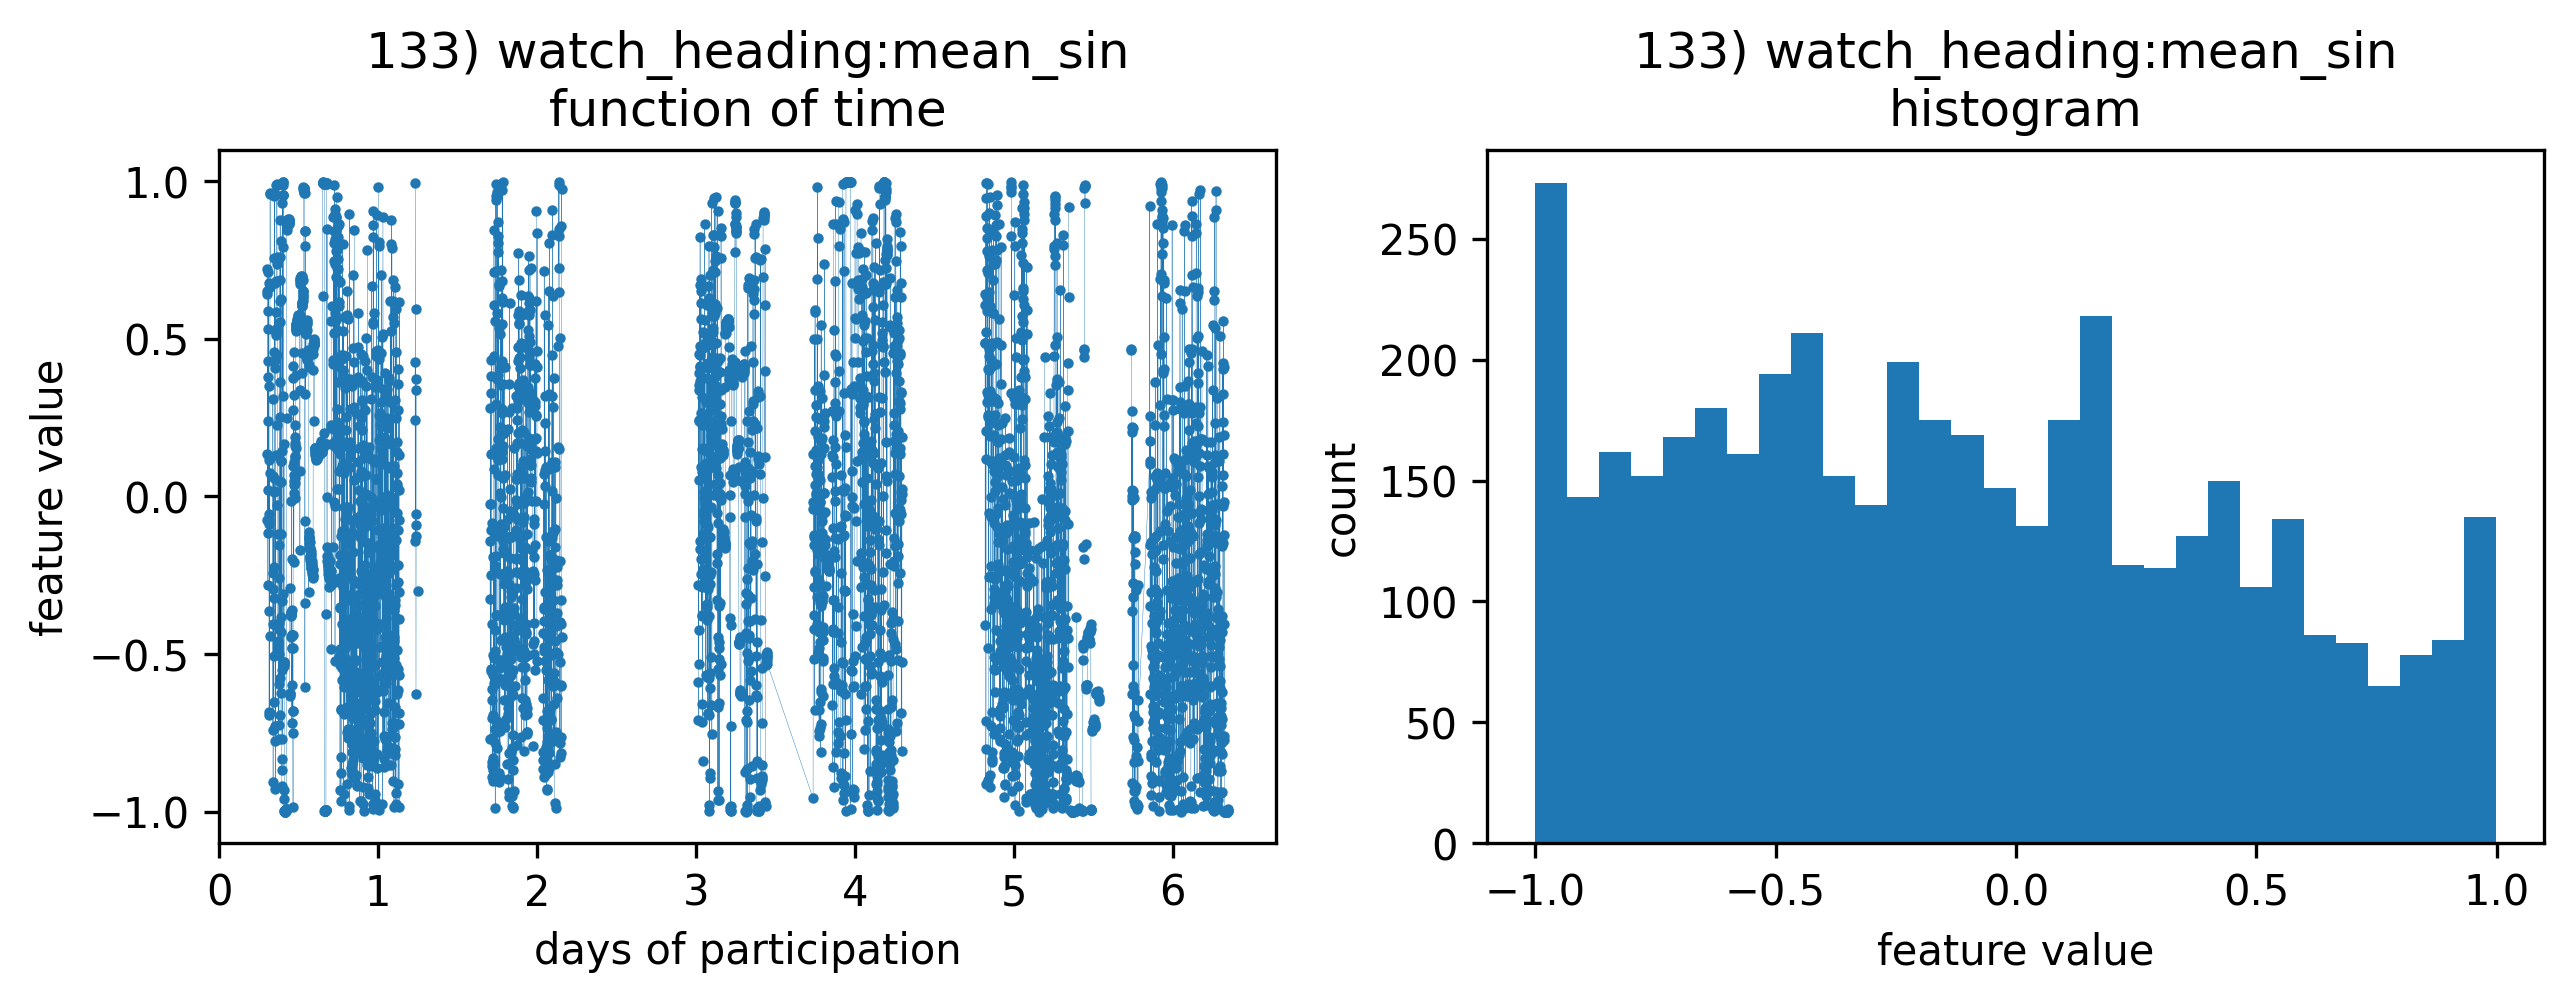 133) watch_heading:mean_sin
function of time
1.0
0.5
0.0
−0.5
−1.0
feature value
0 1 2 3 4 5 6
days of participation
133) watch_heading:mean_sin
histogram
250
200
150
100
50
0
count
−1.0 −0.5 0.0 0.5 1.0
feature value